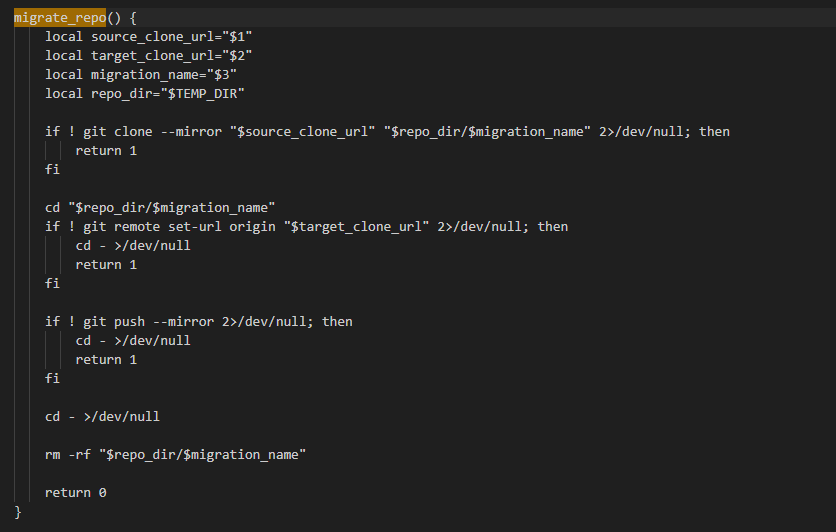 migrate_repo() {
    local source_clone_url="$1"
    local target_clone_url="$2"
    local migration_name="$3"
    local repo_dir="$TEMP_DIR"

    if ! git clone --mirror "$source_clone_url" "$repo_dir/$migration_name" 2>/dev/null; then
        return 1
    fi

    cd "$repo_dir/$migration_name"
    if ! git remote set-url origin "$target_clone_url" 2>/dev/null; then
        cd - >/dev/null
        return 1
    fi

    if ! git push --mirror 2>/dev/null; then
        cd - >/dev/null
        return 1
    fi

    cd - >/dev/null

    rm -rf "$repo_dir/$migration_name"

    return 0
}